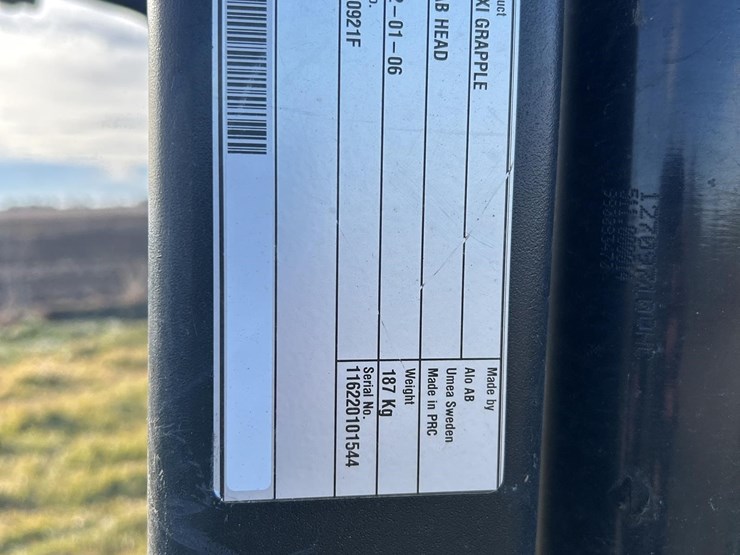 uct
XI GRAPPLE
B HEAD
2–01–06
o.
0921F
Made by
Alo AB
Umea Sweden
Made in PRC
Weight
187 Kg
Serial No.
116220101544